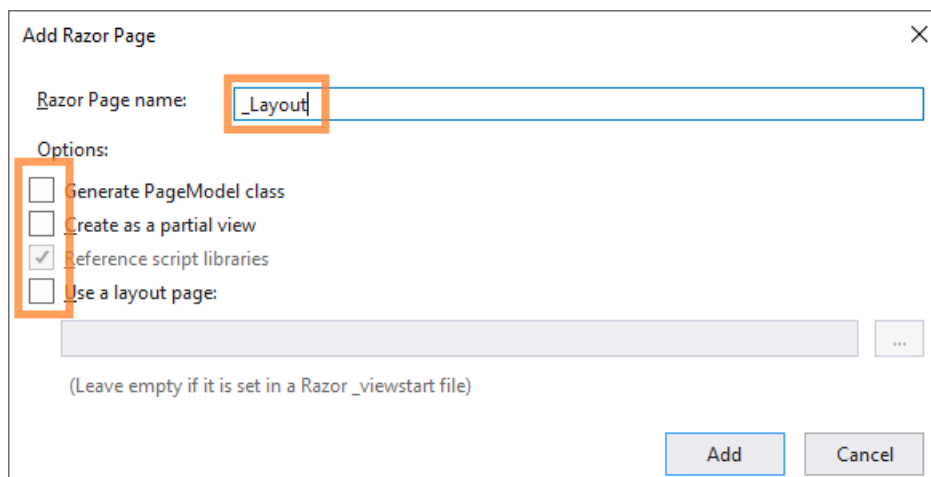 Add Razor Page
Razor Page name:
_Layout
Options:
Generate PageModel class
Create as a partial view
Reference script libraries
Use a layout page:
...
(Leave empty if it is set in a Razor _viewstart file)
Add Cancel